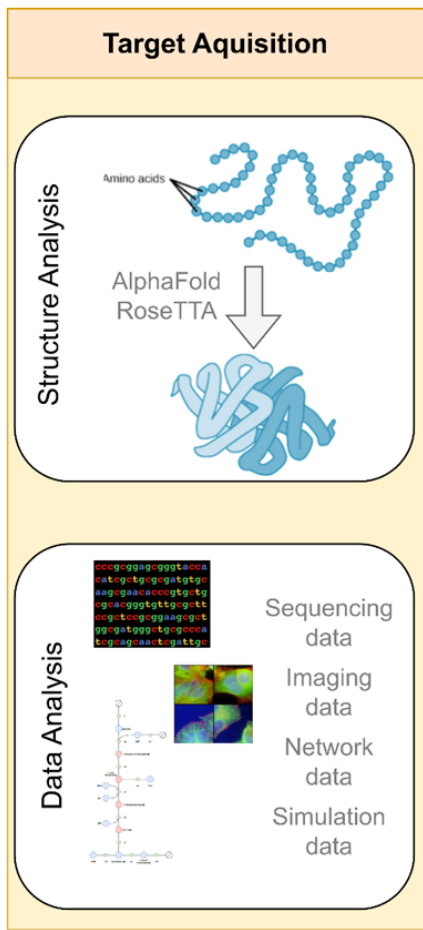 Target Aquisition
Structure Analysis
Amino acids
AlphaFold
RoseTTA
Data Analysis
cccgcggagcgggtacca
catcgctgcgcgatgtgc
aagcgaacacccgtgctg
cgcacgggtgttgcgctt
ccgctccgcggaagcgct
ggcgatgggctgcgccca
tcgcagcaactcgattgc
Sequencing
data
Imaging
data
Network
data
Simulation
data